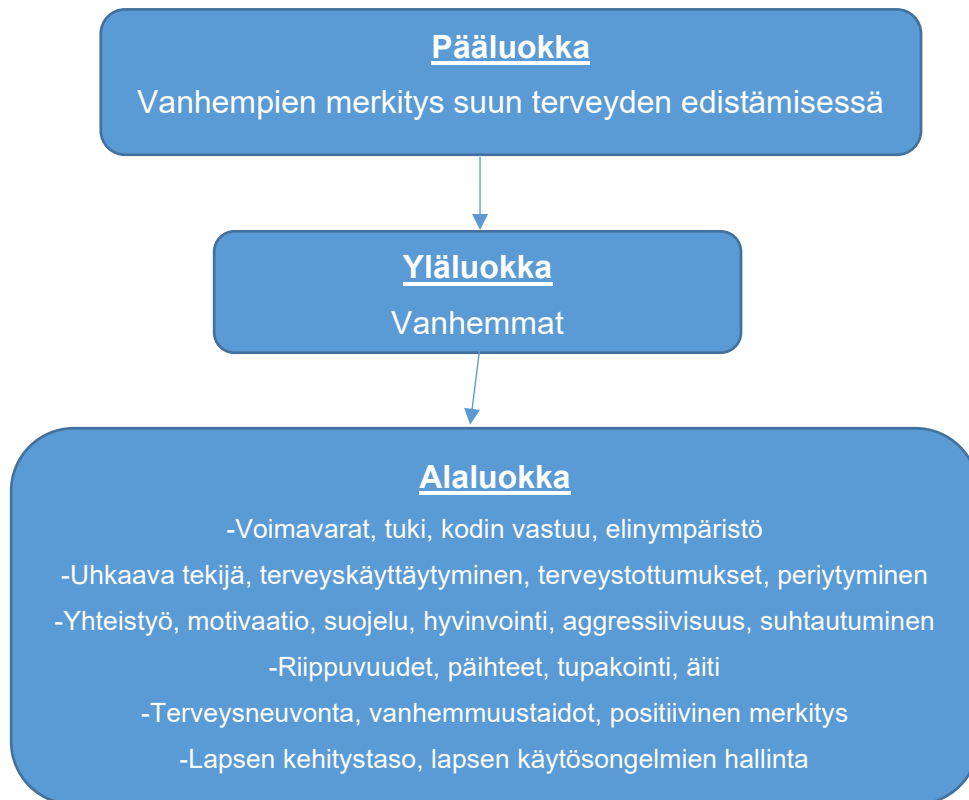 Pääluokka
Vanhempien merkitys suun terveyden edistämisessä
Yläluokka
Vanhemmat
Alaluokka
-Voimavarat, tuki, kodin vastuu, elinympäristö
-Uhkaava tekijä, terveyskäyttäytyminen, terveystottumukset, periytyminen
-Yhteistyö, motivaatio, suojelu, hyvinvointi, aggressiivisuus, suhtautuminen
-Riippuvuudet, päihteet, tupakointi, äiti
-Terveysneuvonta, vanhemmuustaidot, positiivinen merkitys
-Lapsen kehitystaso, lapsen käytösongelmien hallinta